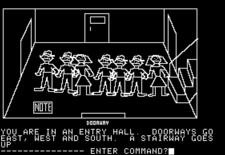 NOTE
DOORWAY
YOU ARE IN AN ENTRY HALL. DOORWAYS GO
EAST, WEST AND SOUTH. A STAIRWAY GOES
UP
--------------- ENTER COMMAND?